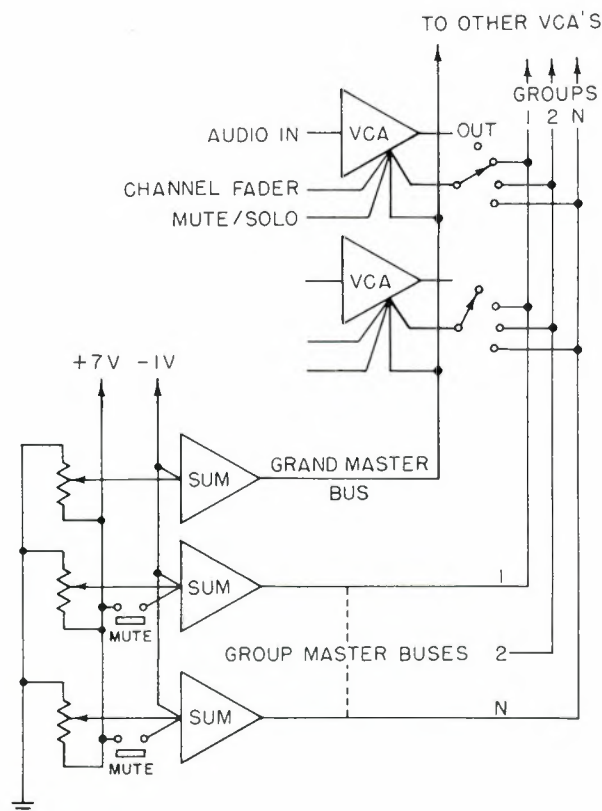 TO OTHER VCA'S
GROUPS
1 2 N
AUDIO IN
VCA
OUT
CHANNEL FADER
MUTE/SOLO
VCA
+7V
-1V
SUM
GRAND MASTER
BUS
SUM
1
MUTE
GROUP MASTER BUSES 2
SUM
N
MUTE